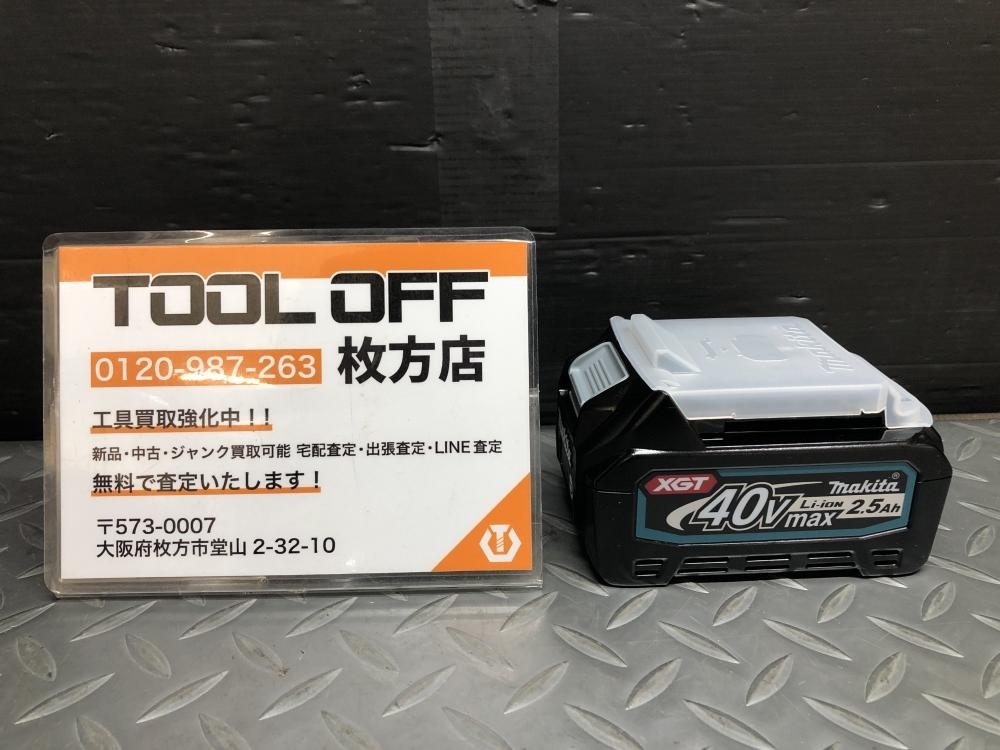 TOOL OFF
0120-987-263 枚方店
工具買取強化中!!
新品・中古・ジャンク買取可能 宅配査定・出張査定・LINE査定
無料で査定いたします!
〒573-0007
大阪府枚方市堂山 2-32-10
makita
XGT 40Vmax Li-ion makita® 2.5Ah